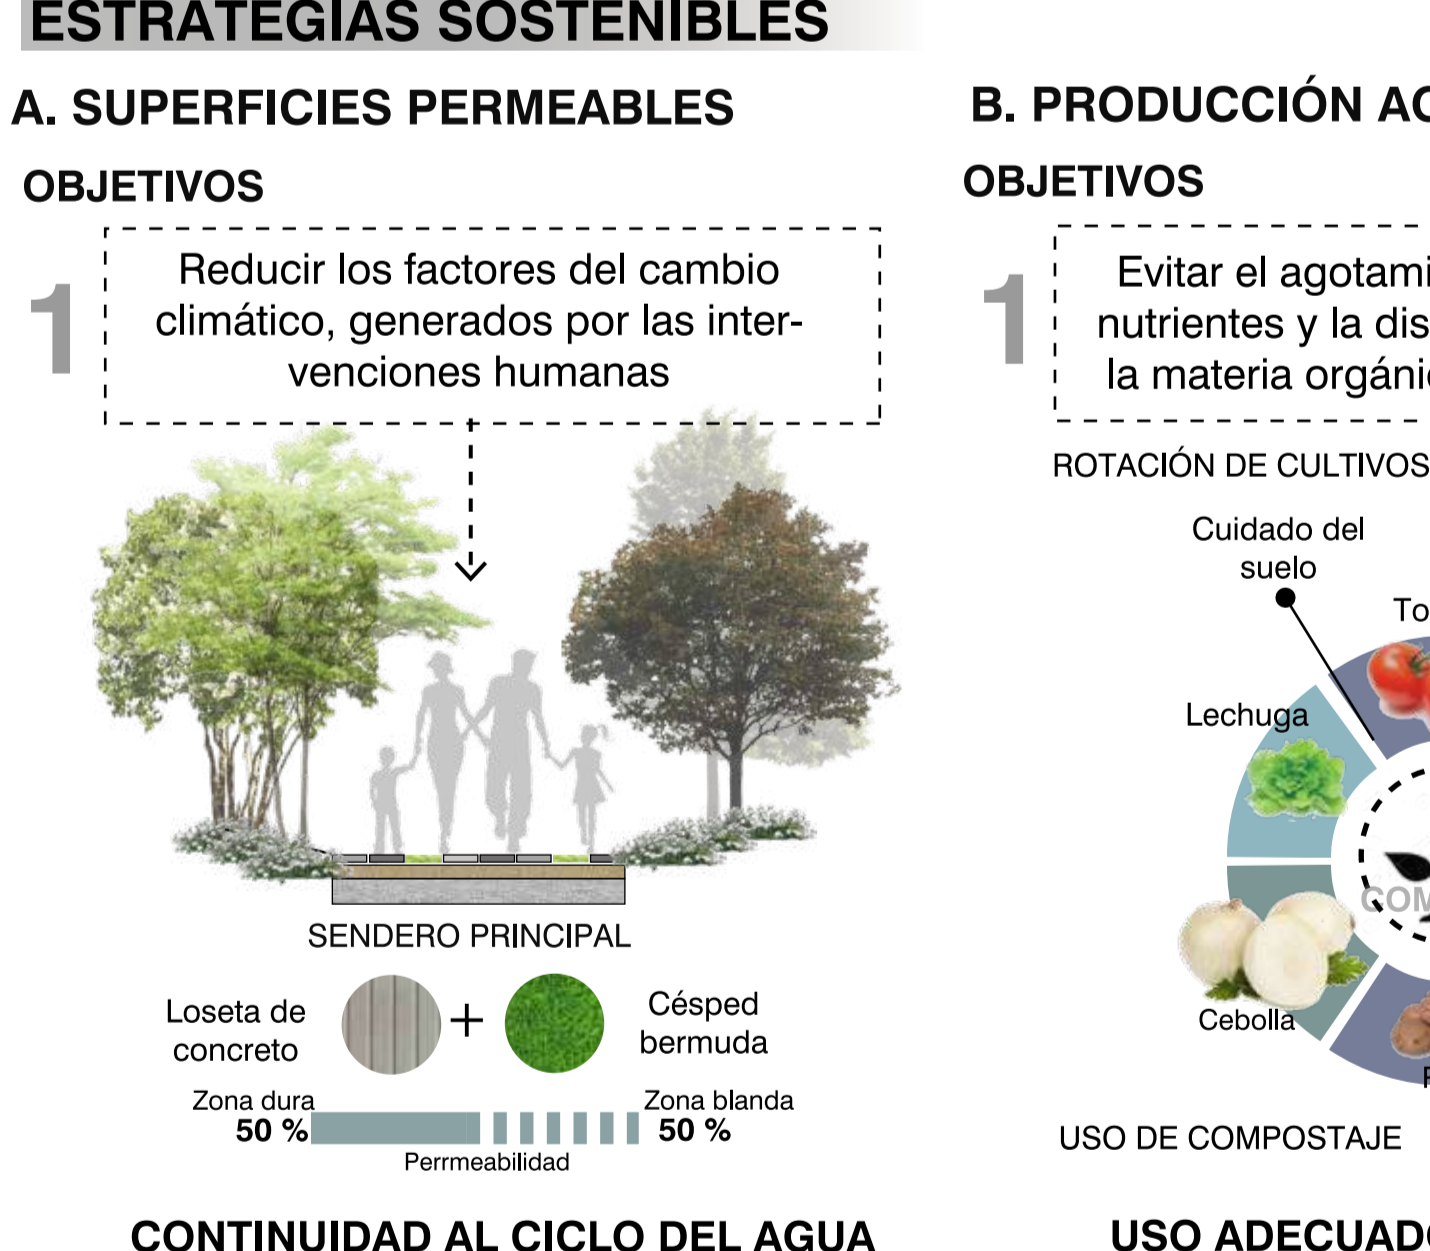 ESTRATEGIAS SOSTENIBLES
A. SUPERFICIES PERMEABLES
OBJETIVOS
1
Reducir los factores del cambio
climático, generados por las inter-
venciones humanas
SENDERO PRINCIPAL
Loseta de
concreto
+
Césped
bermuda
Zona dura
50 %
Zona blanda
50 %
Perrmeabilidad
CONTINUIDAD AL CICLO DEL AGUA
B. PRODUCCIÓN
OBJETIVOS
1
Evitar el
nutrientes y la
la materia
ROTACIÓN DE CULTIVOS
Cuidado del
suelo
Lechuga
Cebolla
USO DE COMPOSTAJE
USO